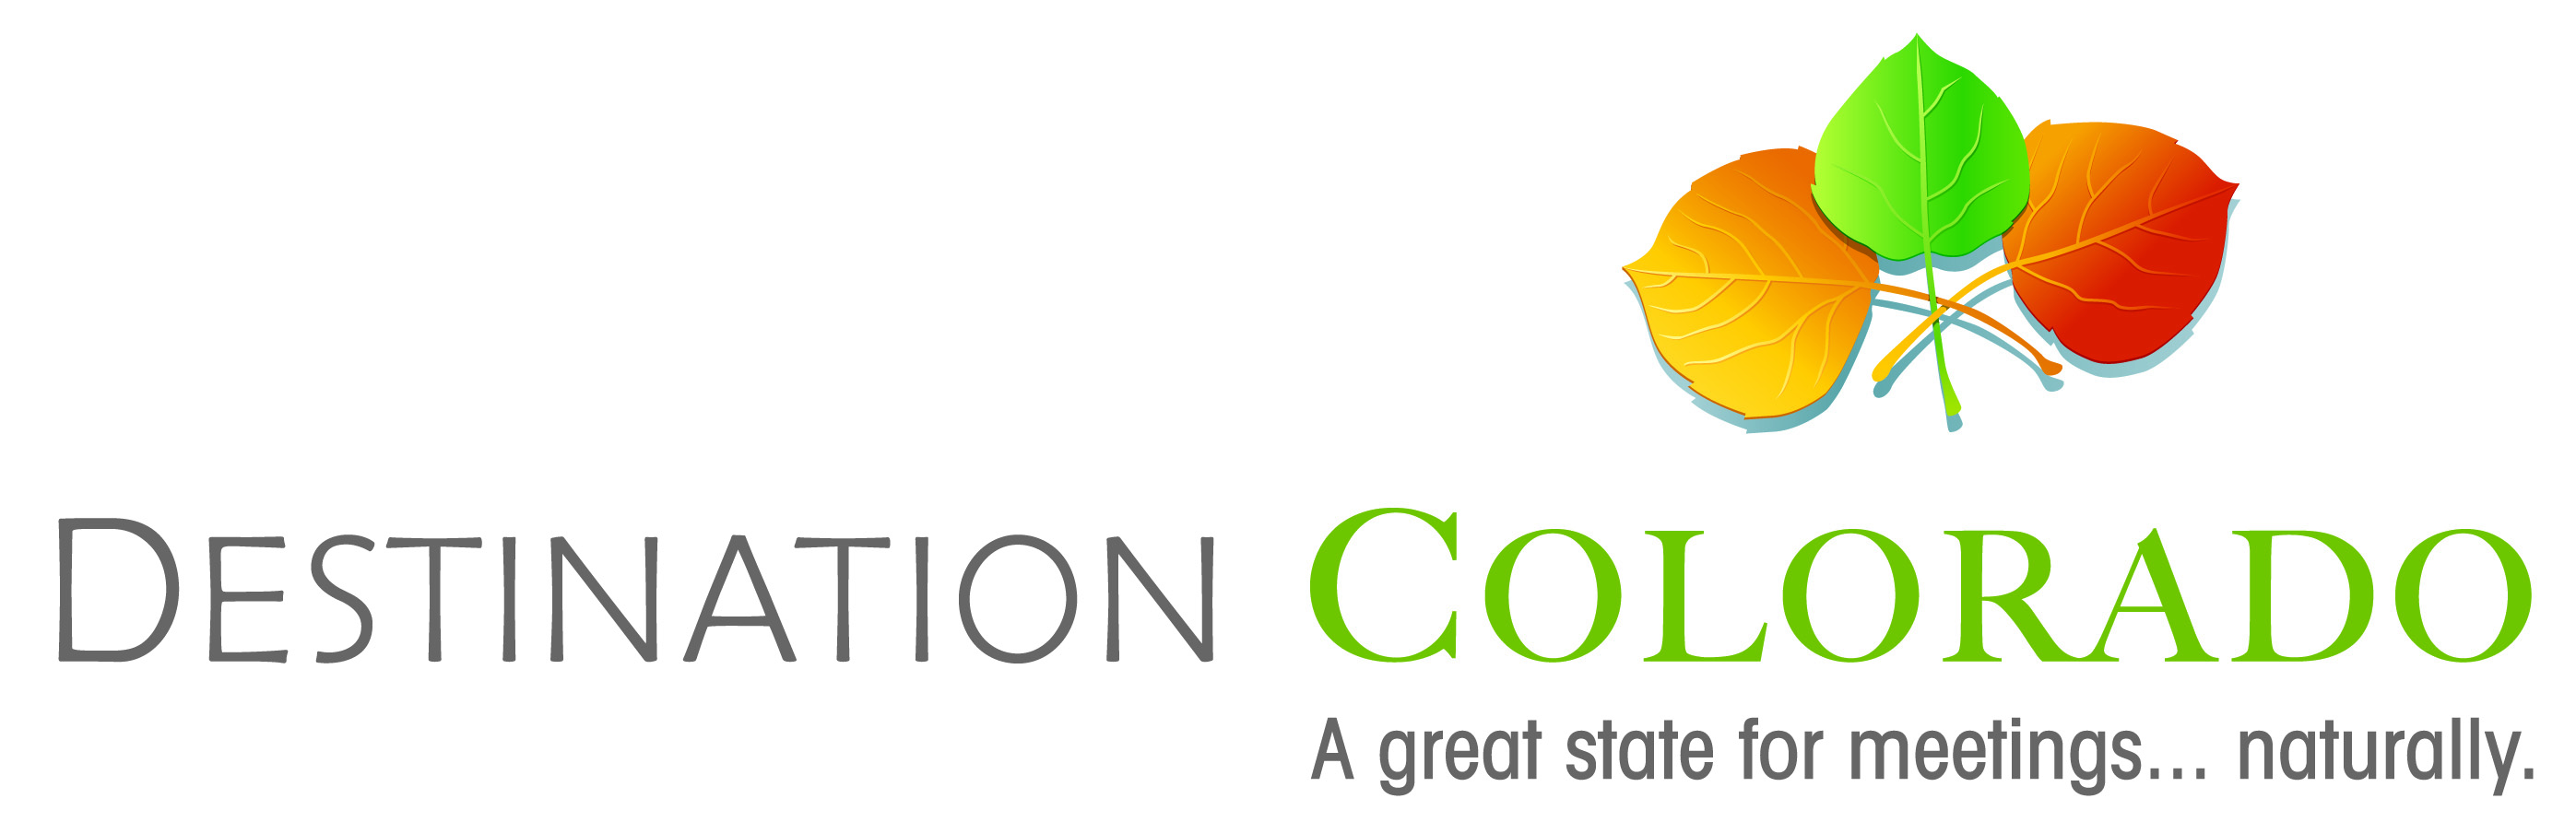 DESTINATION COLORADO
A great state for meetings... naturally.